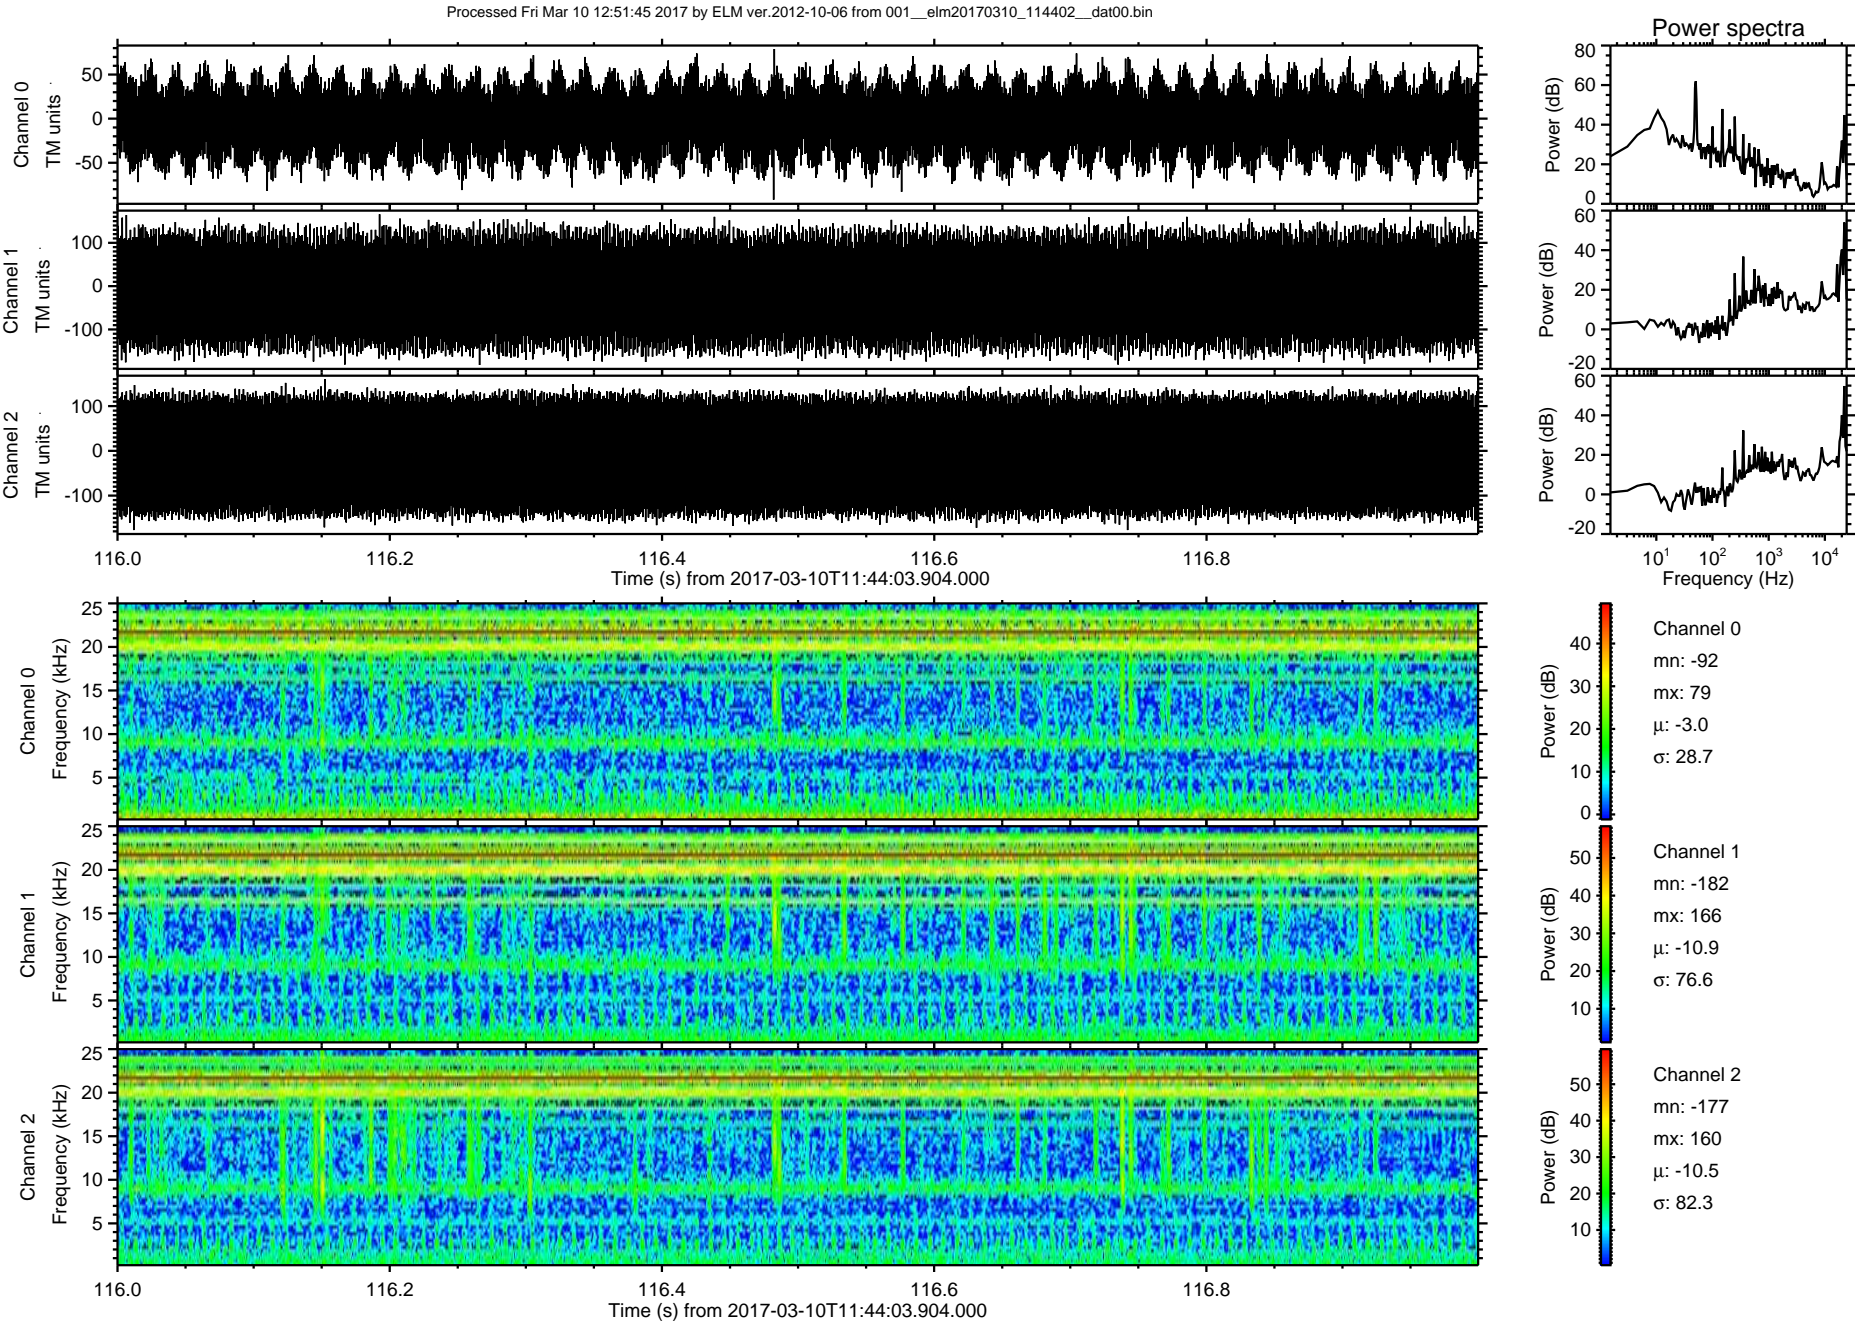 Processed Fri Mar 10 12:51:45 2017 by ELM ver.2012-10-06 from 001__elm20170310_114402__dat00.bin
Power spectra
Channel 0
TM units
50
0
-50
Power (dB)
80
60
40
20
0
Channel 1
TM units
100
0
-100
Power (dB)
60
40
20
0
-20
Channel 2
TM units
100
0
-100
Power (dB)
60
40
20
0
-20
116.0 116.2 116.4 116.6 116.8
Time (s) from 2017-03-10T11:44:03.904.000
10¹ 10² 10³ 10⁴
Frequency (Hz)
Channel 0
Frequency (kHz)
25
20
15
10
5
Power (dB)
40
30
20
10
0
Channel 0
mn: -92
mx: 79
µ: -3.0
σ: 28.7
Channel 1
Frequency (kHz)
25
20
15
10
5
Power (dB)
50
40
30
20
10
Channel 1
mn: -182
mx: 166
µ: -10.9
σ: 76.6
Channel 2
Frequency (kHz)
25
20
15
10
5
Power (dB)
50
40
30
20
10
Channel 2
mn: -177
mx: 160
µ: -10.5
σ: 82.3
116.0 116.2 116.4 116.6 116.8
Time (s) from 2017-03-10T11:44:03.904.000